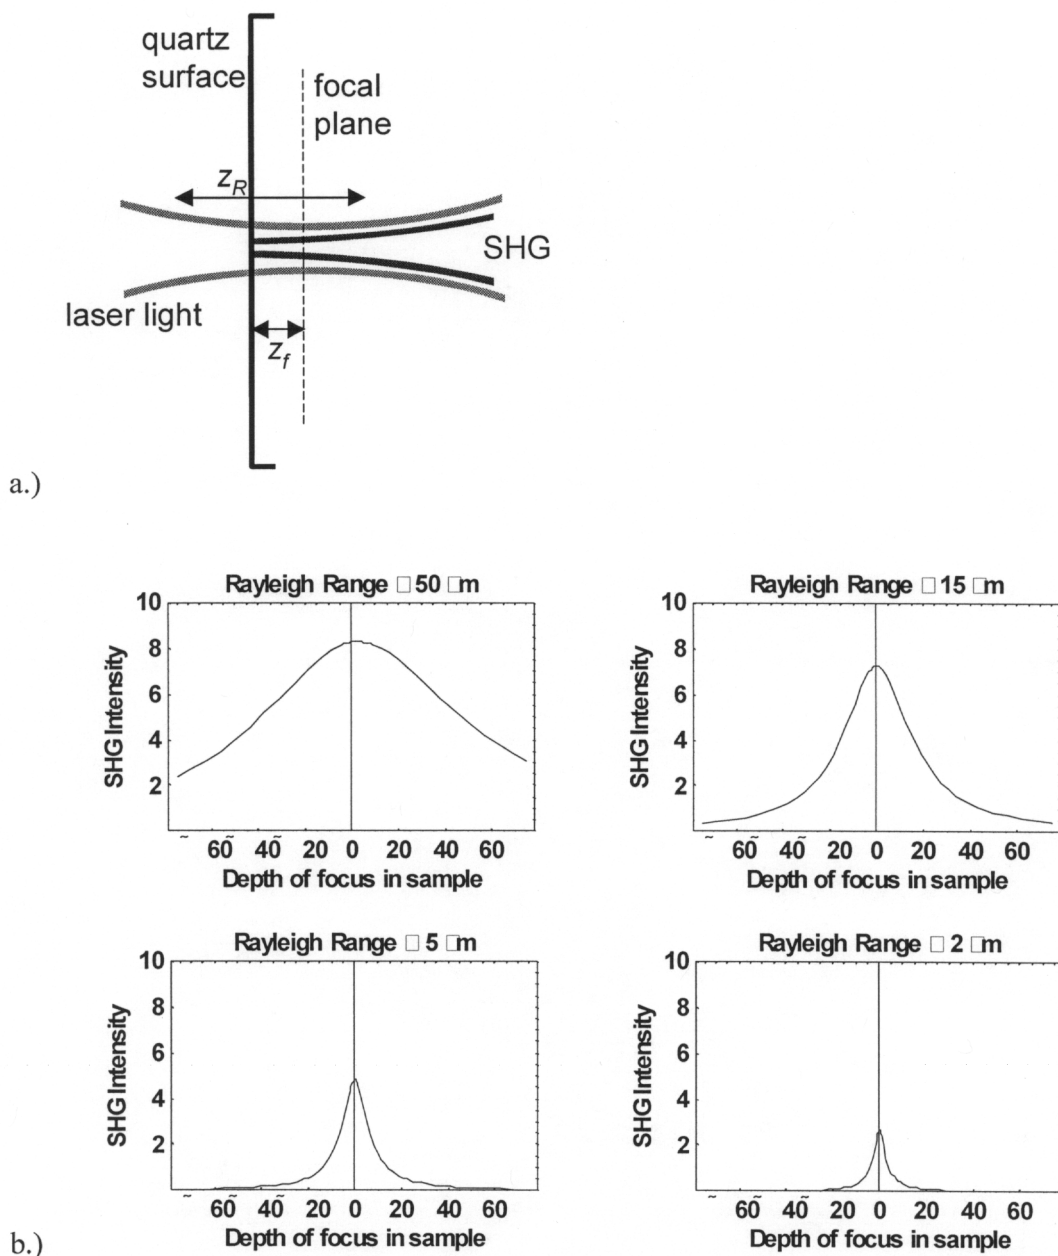 quartz
surface
focal
plane
z_R
SHG
laser light
z_f
a.)
Rayleigh Range □ 50 □m
10
8
6
4
2
SHG Intensity
˜ 60 ˜ 40 ˜ 20 0 20 40 60
Depth of focus in sample
Rayleigh Range □ 15 □m
10
8
6
4
2
SHG Intensity
˜ 60 ˜ 40 ˜ 20 0 20 40 60
Depth of focus in sample
Rayleigh Range □ 5 □m
10
8
6
4
2
SHG Intensity
˜ 60 ˜ 40 ˜ 20 0 20 40 60
Depth of focus in sample
Rayleigh Range □ 2 □m
10
8
6
4
2
SHG Intensity
˜ 60 ˜ 40 ˜ 20 0 20 40 60
Depth of focus in sample
b.)